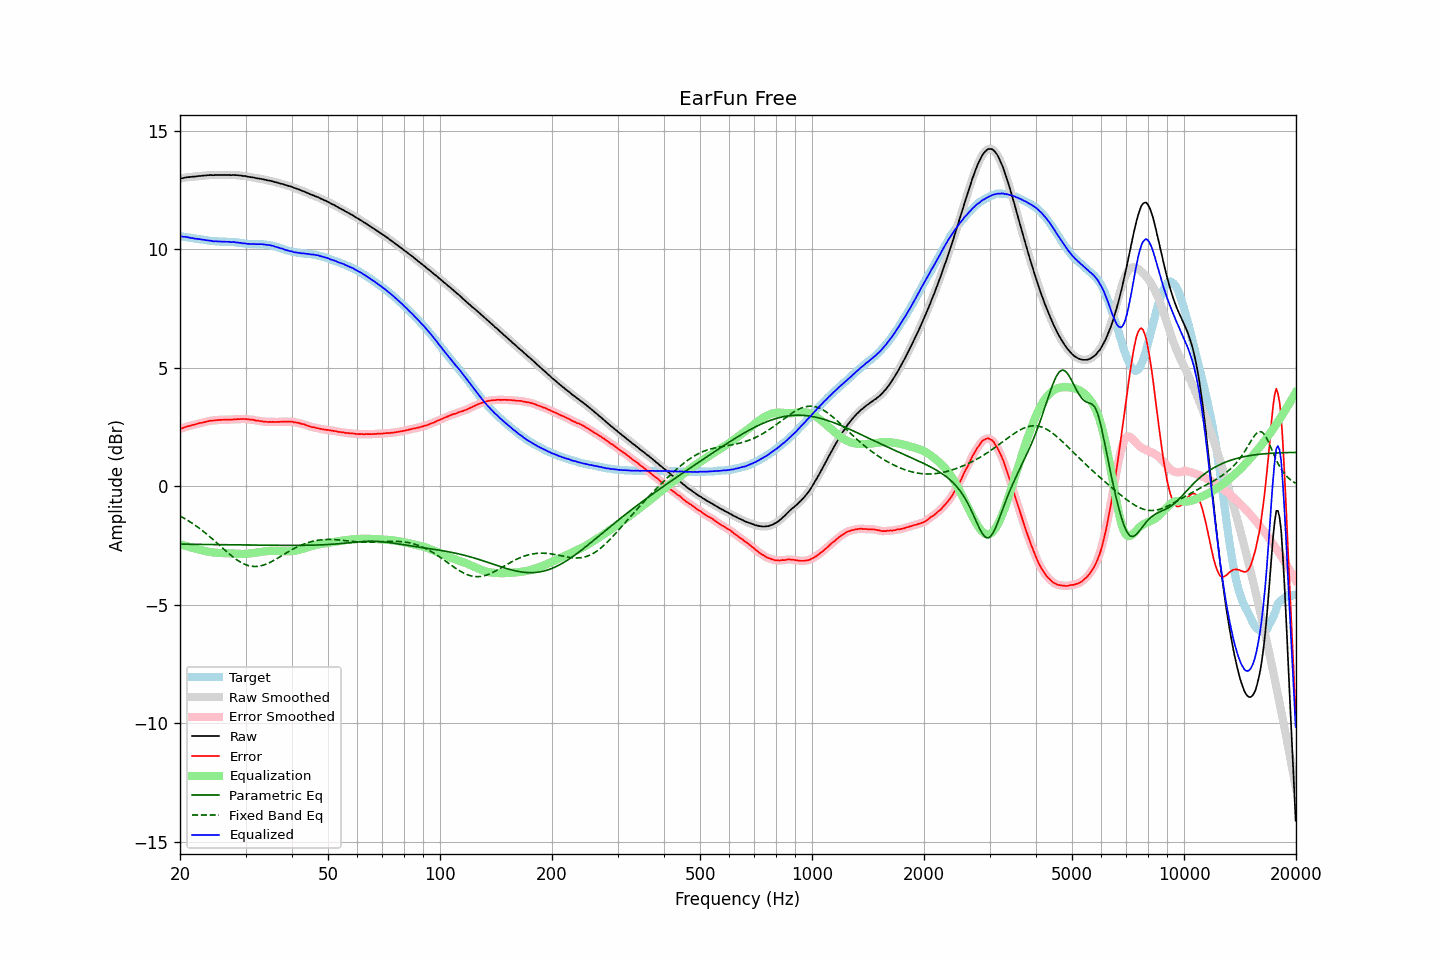 EarFun Free
Amplitude (dBr)
15
10
5
0
−5
−10
−15
Target
Raw Smoothed
Error Smoothed
Raw
Error
Equalization
Parametric Eq
Fixed Band Eq
Equalized
20 50 100 200 500 1000 2000 5000 10000 20000
Frequency (Hz)